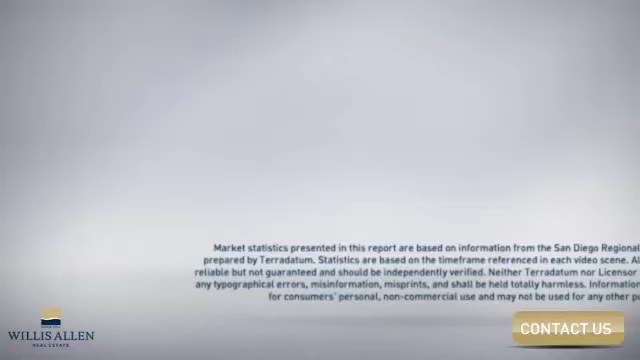 Market statistics presented in this report are based on information from the San Diego Regional
prepared by Terradatum. Statistics are based on the timeframe referenced in each video scene. Al
reliable but not guaranteed and should be independently verified. Neither Terradatum nor Licensor
any typographical errors, misinformation, misprints, and shall be held totally harmless. Information
for consumers' personal, non-commercial use and may not be used for any other pu
WILLIS ALLEN
REAL ESTATE
CONTACT US